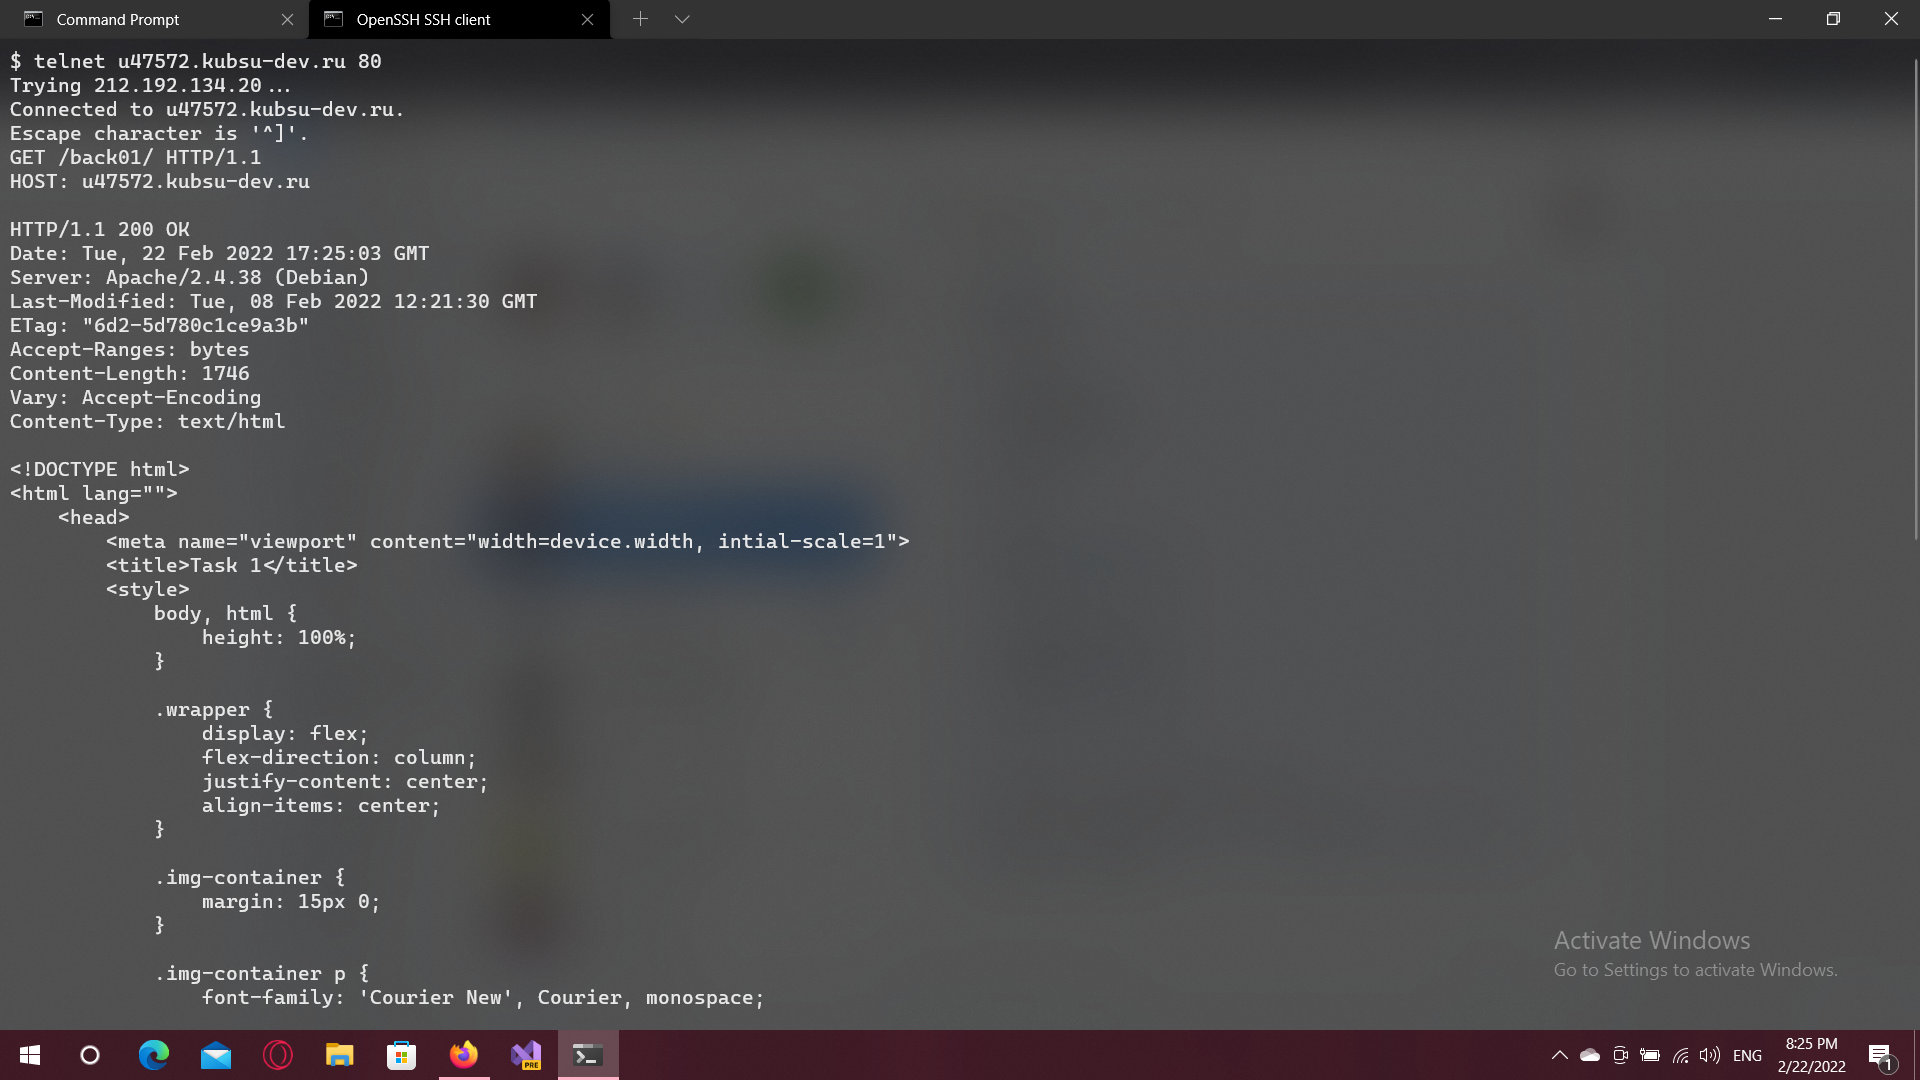 Command Prompt
OpenSSH SSH client
$ telnet u47572.kubsu-dev.ru 80
Trying 212.192.134.20...
Connected to u47572.kubsu-dev.ru.
Escape character is '^]'.
GET /back01/ HTTP/1.1
HOST: u47572.kubsu-dev.ru

HTTP/1.1 200 OK
Date: Tue, 22 Feb 2022 17:25:03 GMT
Server: Apache/2.4.38 (Debian)
Last-Modified: Tue, 08 Feb 2022 12:21:30 GMT
ETag: "6d2-5d780c1ce9a3b"
Accept-Ranges: bytes
Content-Length: 1746
Vary: Accept-Encoding
Content-Type: text/html

<!DOCTYPE html>
<html lang="">
    <head>
        <meta name="viewport" content="width=device.width, intial-scale=1">
        <title>Task 1</title>
        <style>
            body, html {
                height: 100%;
            }

            .wrapper {
                display: flex;
                flex-direction: column;
                justify-content: center;
                align-items: center;
            }

            .img-container {
                margin: 15px 0;
            }

            .img-container p {
                font-family: 'Courier New', Courier, monospace;
Activate Windows
Go to Settings to activate Windows.
PRE
ENG
8:25 PM
2/22/2022
1